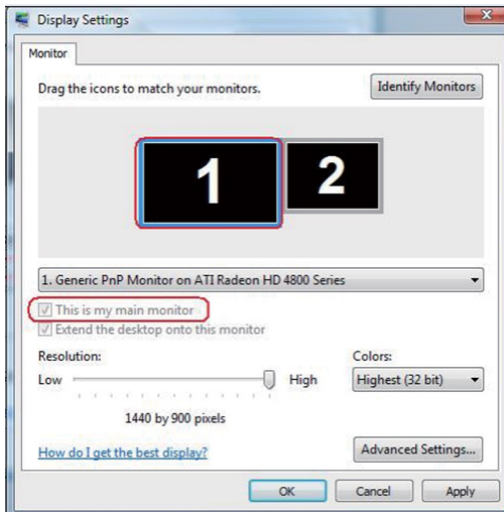 Display Settings
Monitor
Drag the icons to match your monitors.
Identify Monitors
1
2
1. Generic PnP Monitor on ATI Radeon HD 4800 Series
This is my main monitor
Extend the desktop onto this monitor
Resolution:
Colors:
Low
High
Highest (32 bit)
1440 by 900 pixels
How do I get the best display?
Advanced Settings...
OK
Cancel
Apply